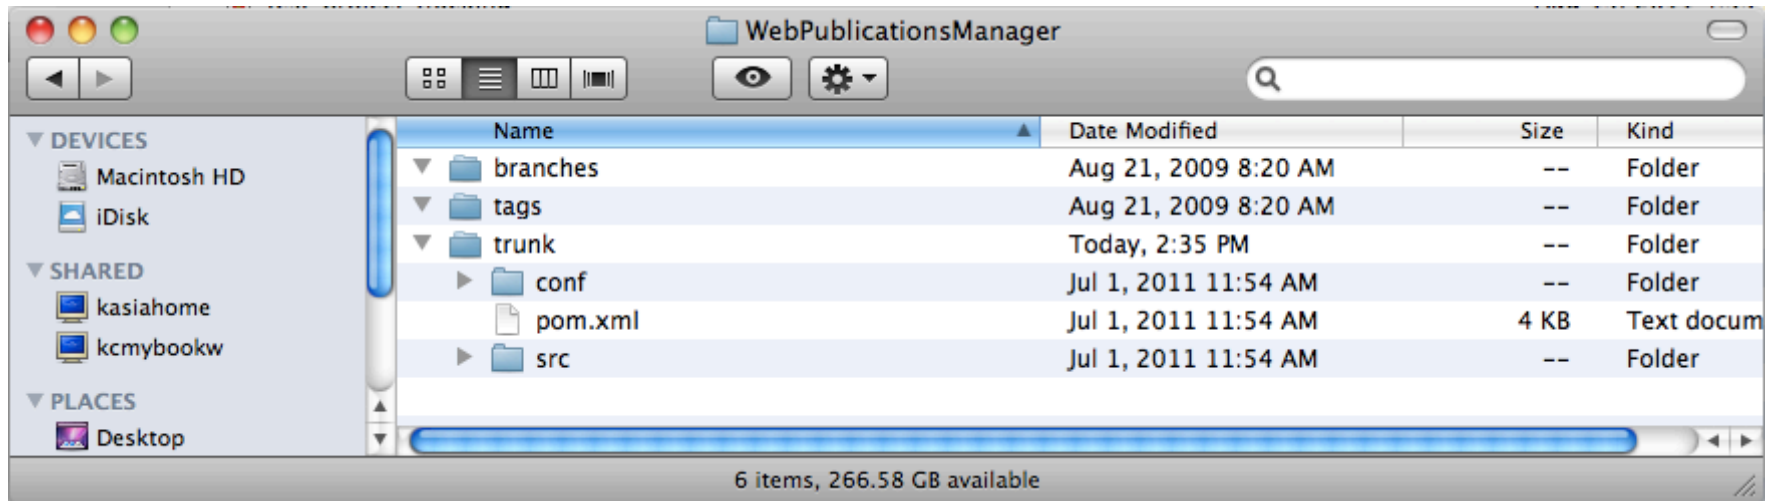 WebPublicationsManager
Name Date Modified Size Kind
DEVICES
Macintosh HD
iDisk
SHARED
kasiahome
kcmybookw
PLACES
Desktop
branches Aug 21, 2009 8:20 AM -- Folder
tags Aug 21, 2009 8:20 AM -- Folder
trunk Today, 2:35 PM -- Folder
conf Jul 1, 2011 11:54 AM -- Folder
pom.xml Jul 1, 2011 11:54 AM 4 KB Text docum
src Jul 1, 2011 11:54 AM -- Folder
6 items, 266.58 GB available